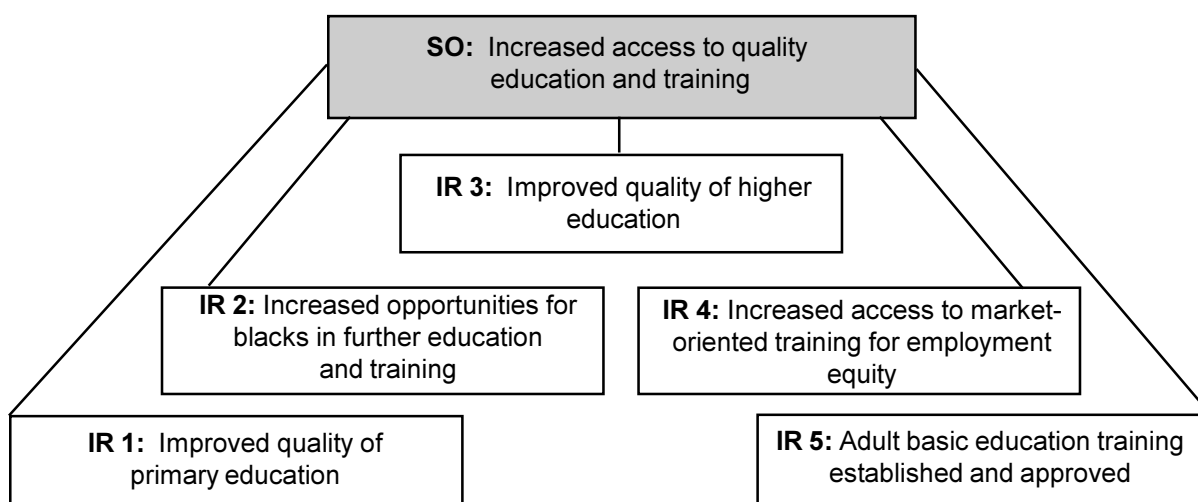 SO: Increased access to quality
education and training
IR 3: Improved quality of higher
education
IR 2: Increased opportunities for
blacks in further education
and training
IR 4: Increased access to market-
oriented training for employment
equity
IR 1: Improved quality of
primary education
IR 5: Adult basic education training
established and approved